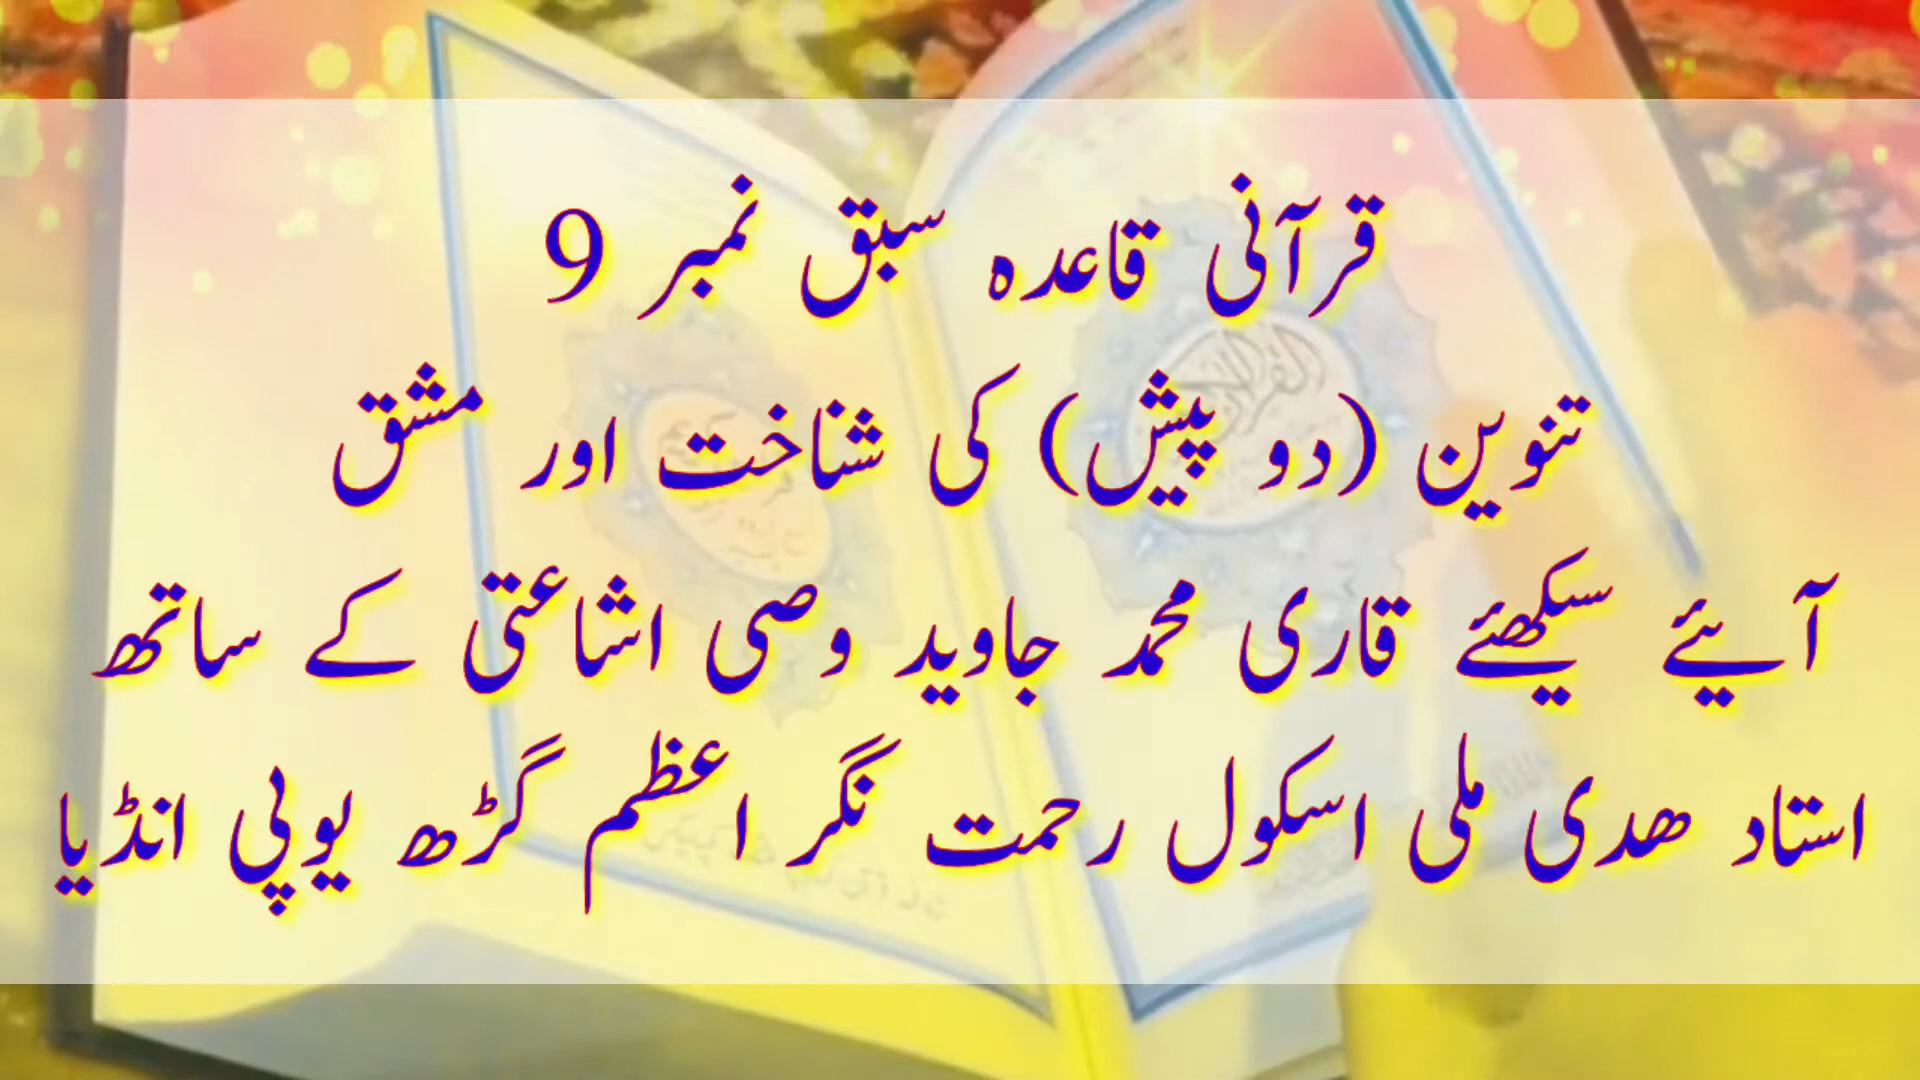 قرآنی قاعدہ سبق نمبر 9
تنوین (دو پیش) کی شناخت اور مشق
آیئے سیکھئے قاری محمد جاوید وصی اشاعتی کے ساتھ
استاد ھدی ملی اسکول رحمت نگر اعظم گڑھ یوپی انڈیا